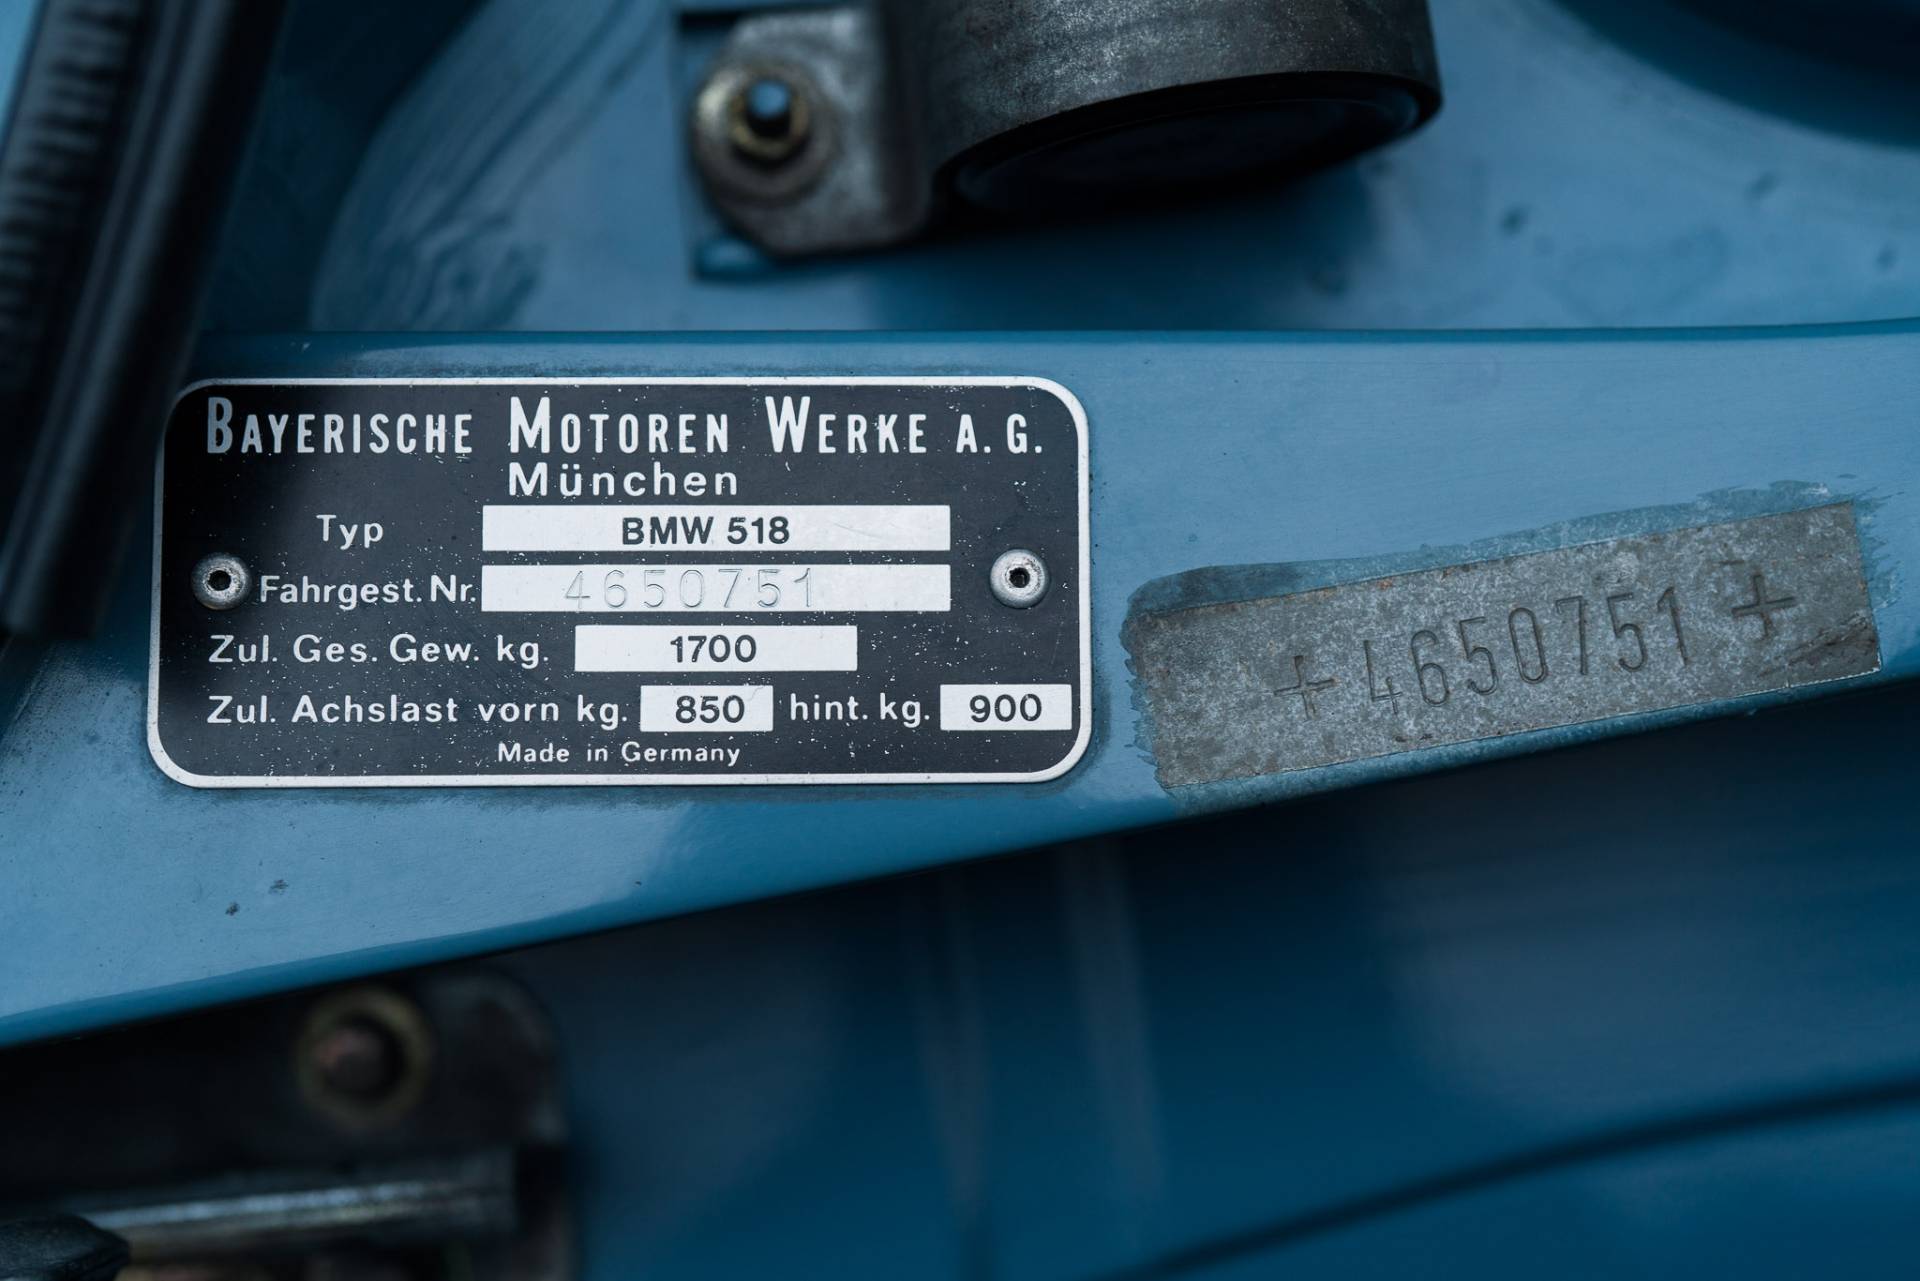 BAYERISCHE MOTOREN WERKE A. G.
München
Typ BMW 518
Fahrgest. Nr. 4650751
Zul. Ges. Gew. kg. 1700
Zul. Achslast vorn kg. 850 hint. kg. 900
Made in Germany
+ 4650751 +